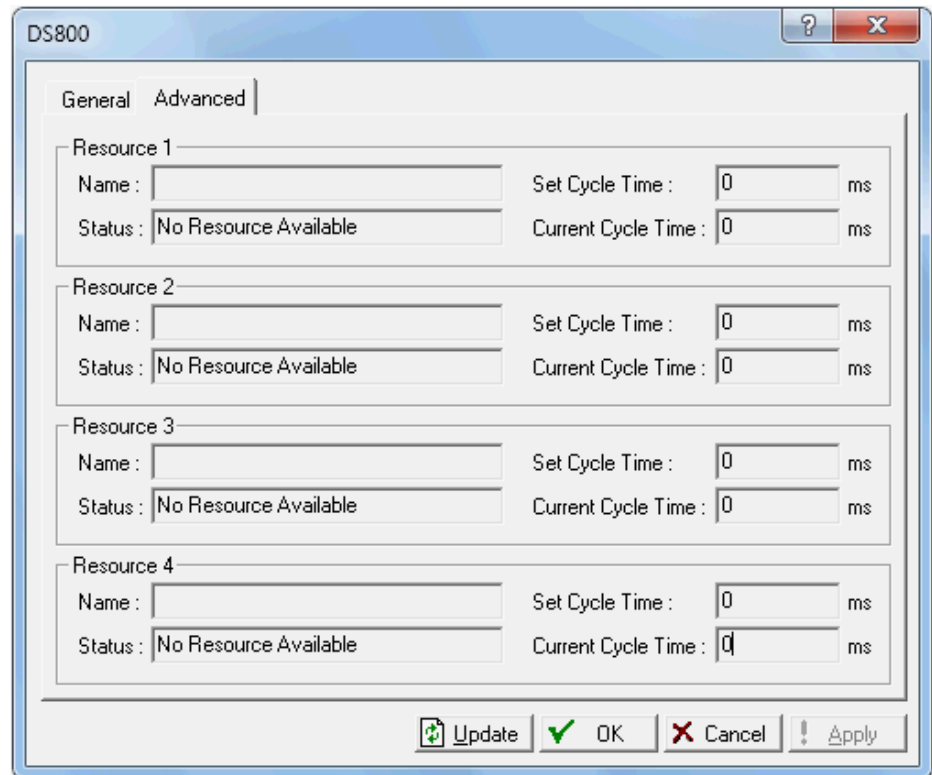 DS800
General Advanced
Resource 1
Name : Set Cycle Time : 0 ms
Status : No Resource Available Current Cycle Time : 0 ms
Resource 2
Name : Set Cycle Time : 0 ms
Status : No Resource Available Current Cycle Time : 0 ms
Resource 3
Name : Set Cycle Time : 0 ms
Status : No Resource Available Current Cycle Time : 0 ms
Resource 4
Name : Set Cycle Time : 0 ms
Status : No Resource Available Current Cycle Time : 0 ms
Update OK Cancel Apply